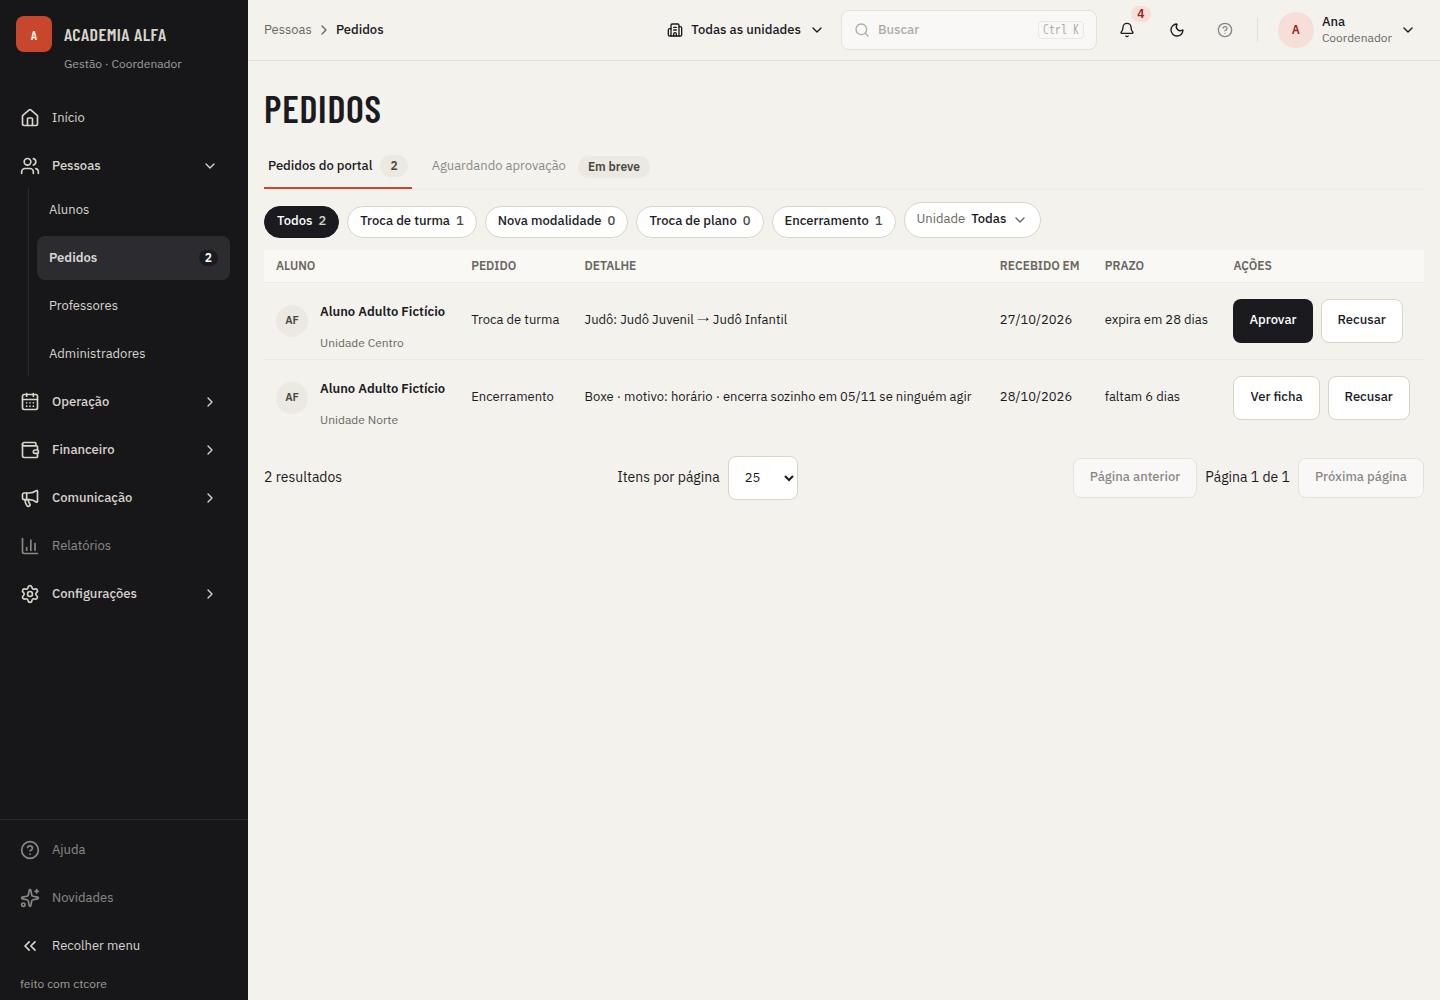 A
ACADEMIA ALFA
Gestão · Coordenador
Início
Pessoas
Alunos
Pedidos 2
Professores
Administradores
Operação
Financeiro
Comunicação
Relatórios
Configurações
Ajuda
Novidades
Recolher menu
feito com ctcore
Pessoas Pedidos
Todas as unidades
Buscar Ctrl K
4
A
Ana
Coordenador
PEDIDOS
Pedidos do portal 2 Aguardando aprovação Em breve
Todos 2 Troca de turma 1 Nova modalidade 0 Troca de plano 0 Encerramento 1 Unidade Todas
ALUNO PEDIDO DETALHE RECEBIDO EM PRAZO AÇÕES
AF Aluno Adulto Fictício Troca de turma Judô: Judô Juvenil → Judô Infantil 27/10/2026 expira em 28 dias Aprovar Recusar
Unidade Centro
AF Aluno Adulto Fictício Encerramento Boxe · motivo: horário · encerra sozinho em 05/11 se ninguém agir 28/10/2026 faltam 6 dias Ver ficha Recusar
Unidade Norte
2 resultados Itens por página 25 Página anterior Página 1 de 1 Próxima página